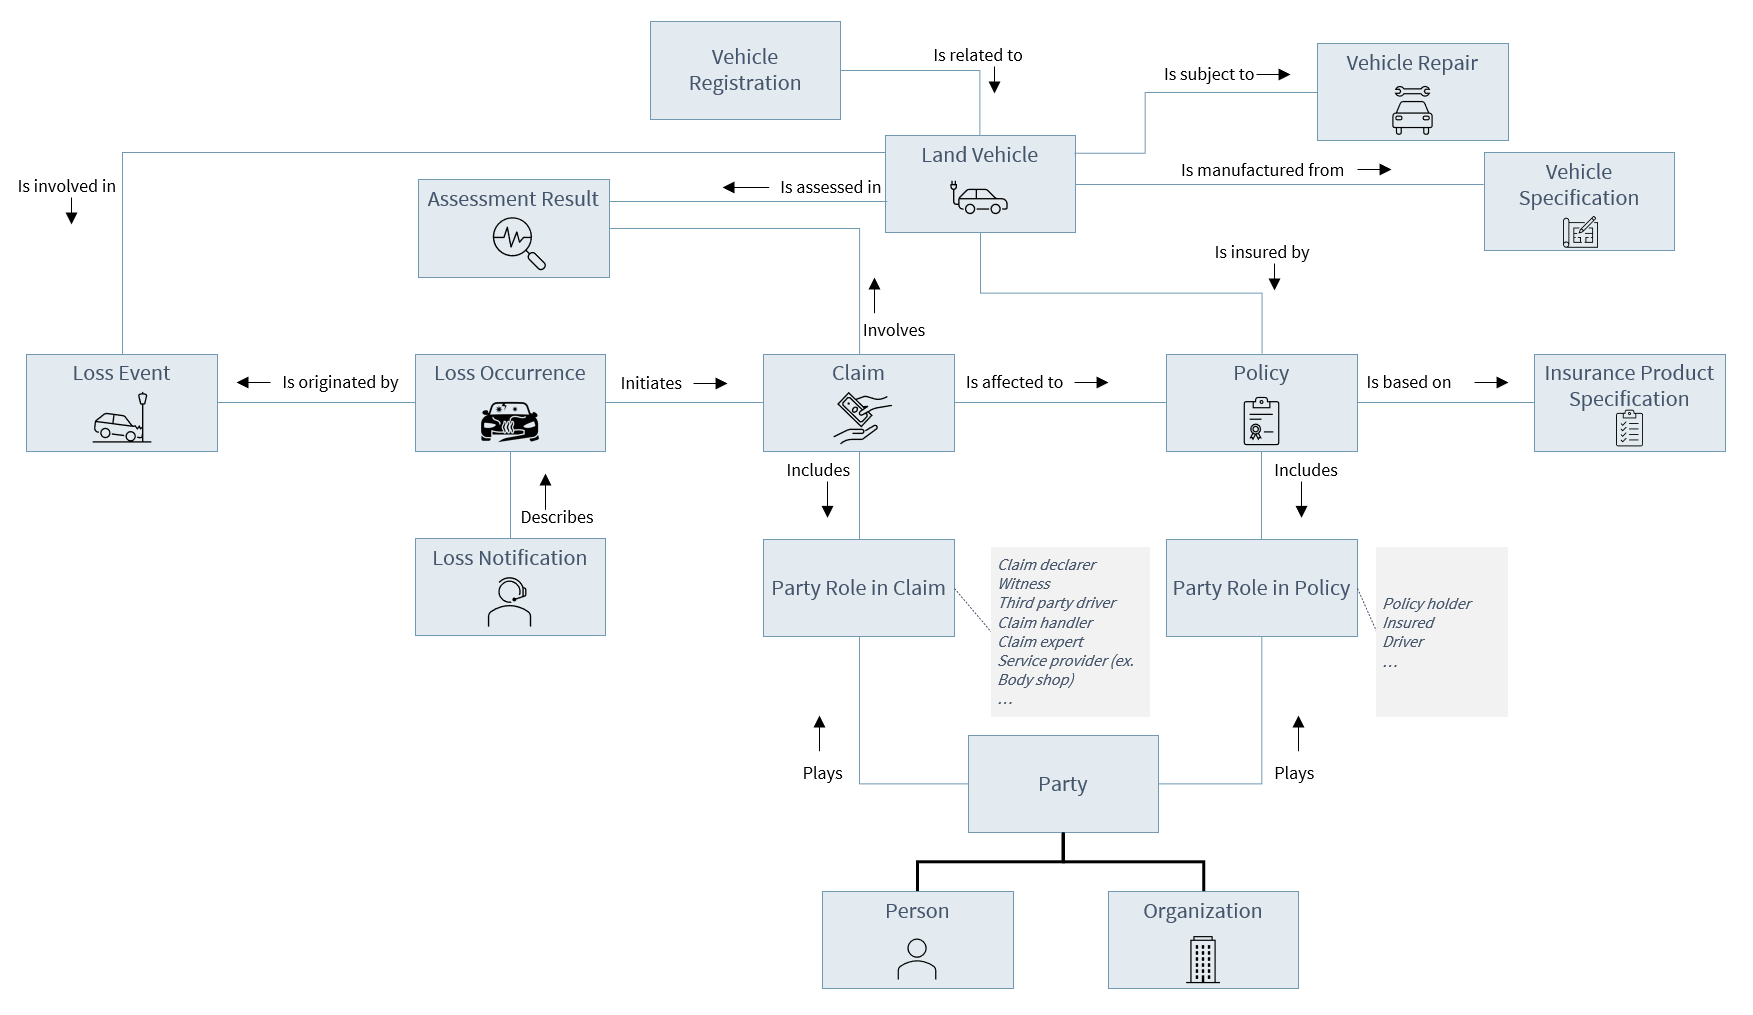 Vehicle
Registration
Is related to
Is subject to
Vehicle Repair
Land Vehicle
Is manufactured from
Vehicle
Specification
Is involved in
Assessment Result
Is assessed in
Is insured by
Involves
Loss Event
Is originated by
Loss Occurrence
Initiates
Claim
Is affected to
Policy
Is based on
Insurance Product
Specification
Includes
Includes
Describes
Loss Notification
Party Role in Claim
Claim declarer
Witness
Third party driver
Claim handler
Claim expert
Service provider (ex.
Body shop)
...
Party Role in Policy
Policy holder
Insured
Driver
...
Plays
Party
Plays
Person
Organization